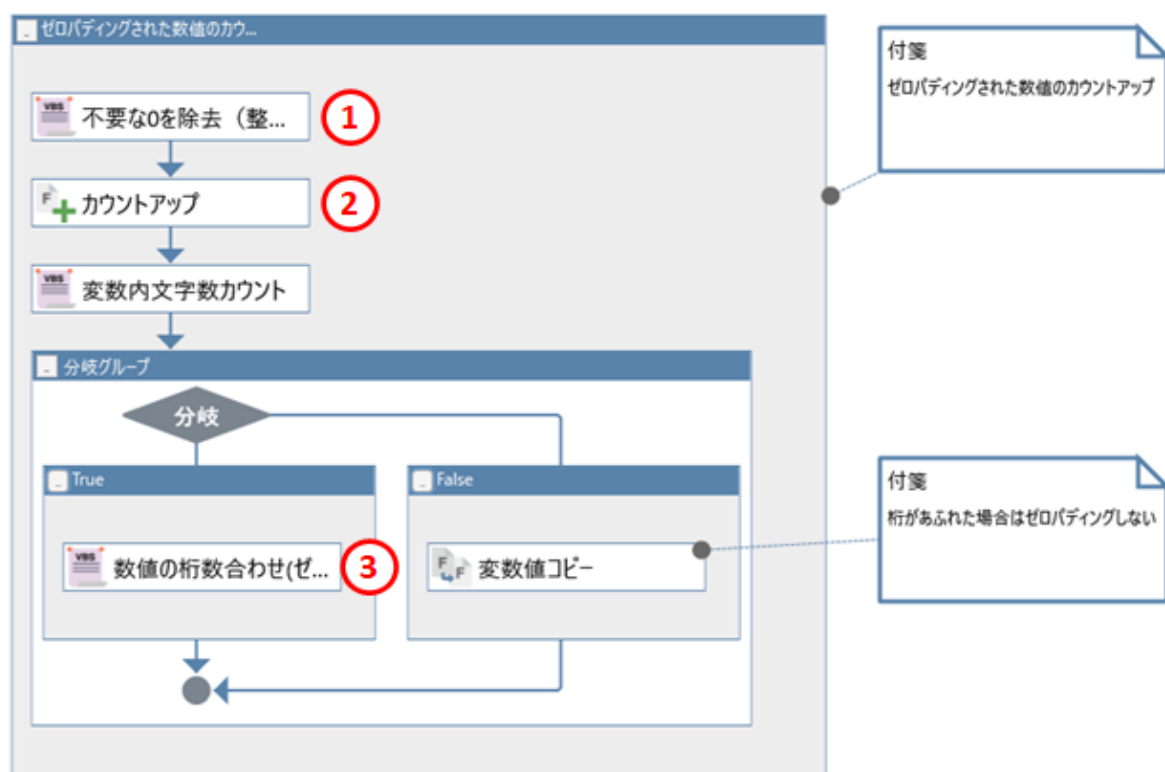 ゼロパディングされた数値のカウ...
付箋
ゼロパディングされた数値のカウントアップ
VBS 不要な0を除去（整... 1
F カウントアップ 2
VBS 変数内文字数カウント
分岐グループ
分岐
True
False
付箋
桁があふれた場合はゼロパディングしない
VBS 数値の桁数合わせ(ゼ... 3
F F 変数値コピー